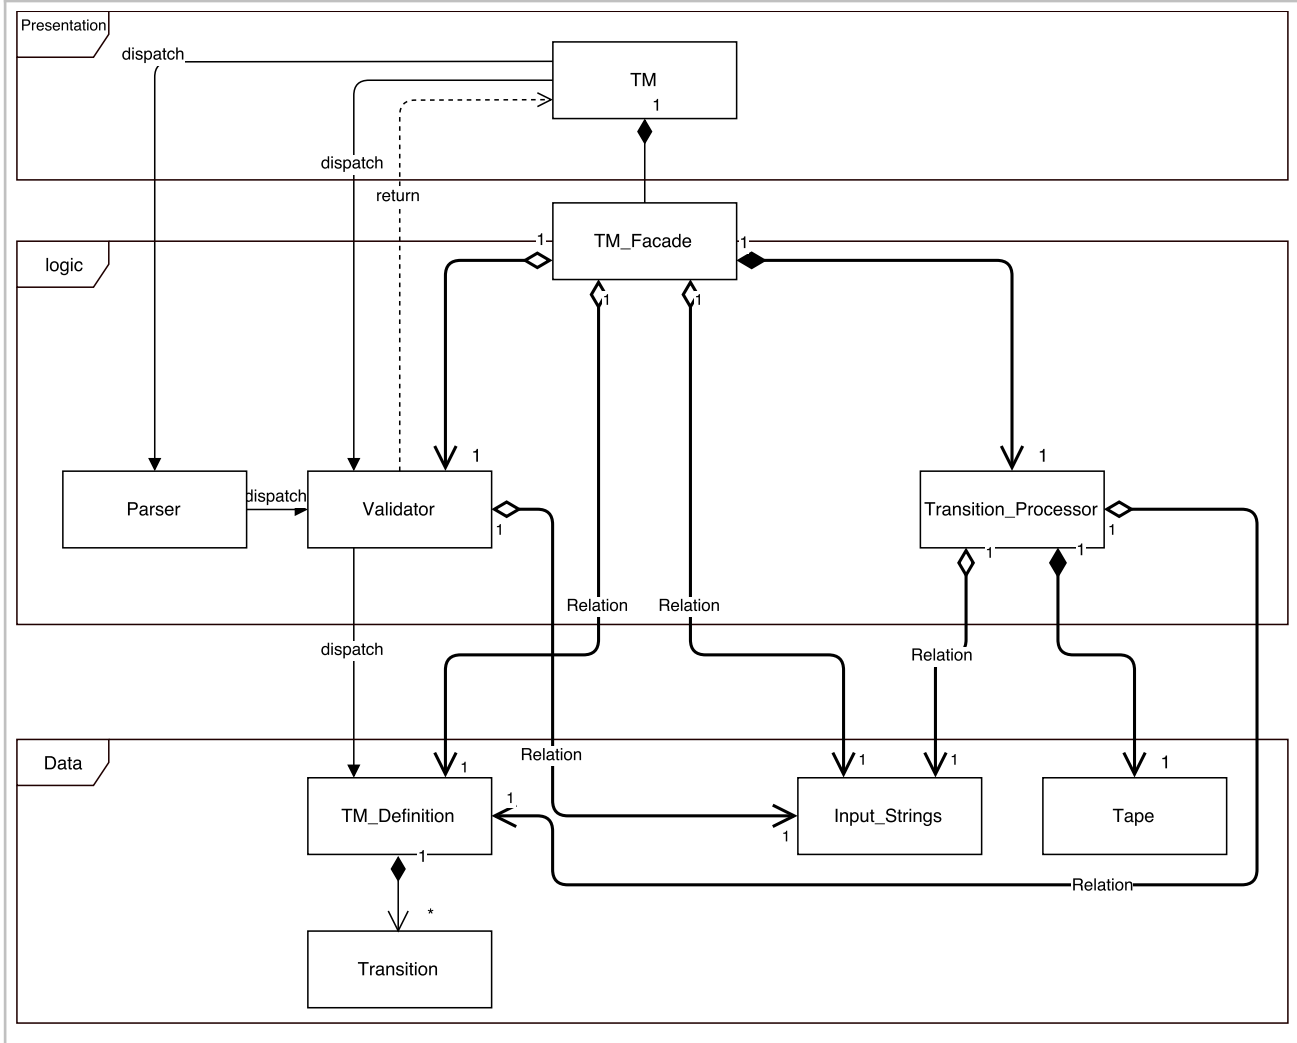 Presentation
dispatch
TM
1
dispatch
return
1
TM_Facade
1
logic
1
1
1
1
Parser
dispatch
Validator
1
Transition_Processor
1
1
1
Relation
Relation
dispatch
Relation
Data
Relation
1
1
1
1
TM_Definition
1
1
Input_Strings
Tape
1
*
Relation
Transition